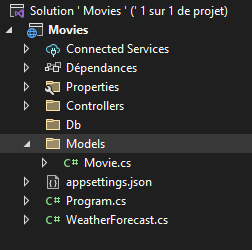 Solution ' Movies ' (' 1 sur 1 de projet)
Movies
Connected Services
Dépendances
Properties
Controllers
Db
Models
C# Movie.cs
appsettings.json
C# Program.cs
C# WeatherForecast.cs